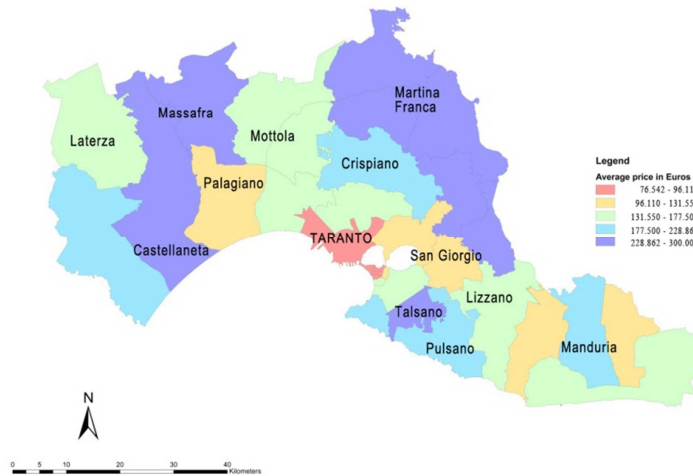 Martina
Franca
Massafra
Laterza
Mottola
Crispiano
Palagiano
TARANTO
Castellaneta
San Giorgio
Lizzano
Talsano
Pulsano
Manduria
Legend
Average price in Euros
76.542 - 96.11
96.110 - 131.55
131.550 - 177.50
177.500 - 228.86
228.862 - 300.00
N
0 5 10 20 30 40
Kilometers